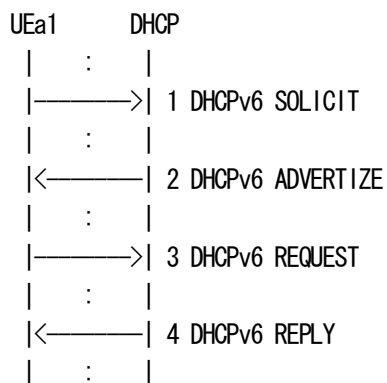 UEa1 DHCP
| : |
|-------->| 1 DHCPv6 SOLICIT
| : |
|<--------| 2 DHCPv6 ADVERTIZE
| : |
|-------->| 3 DHCPv6 REQUEST
| : |
|<--------| 4 DHCPv6 REPLY
| : |